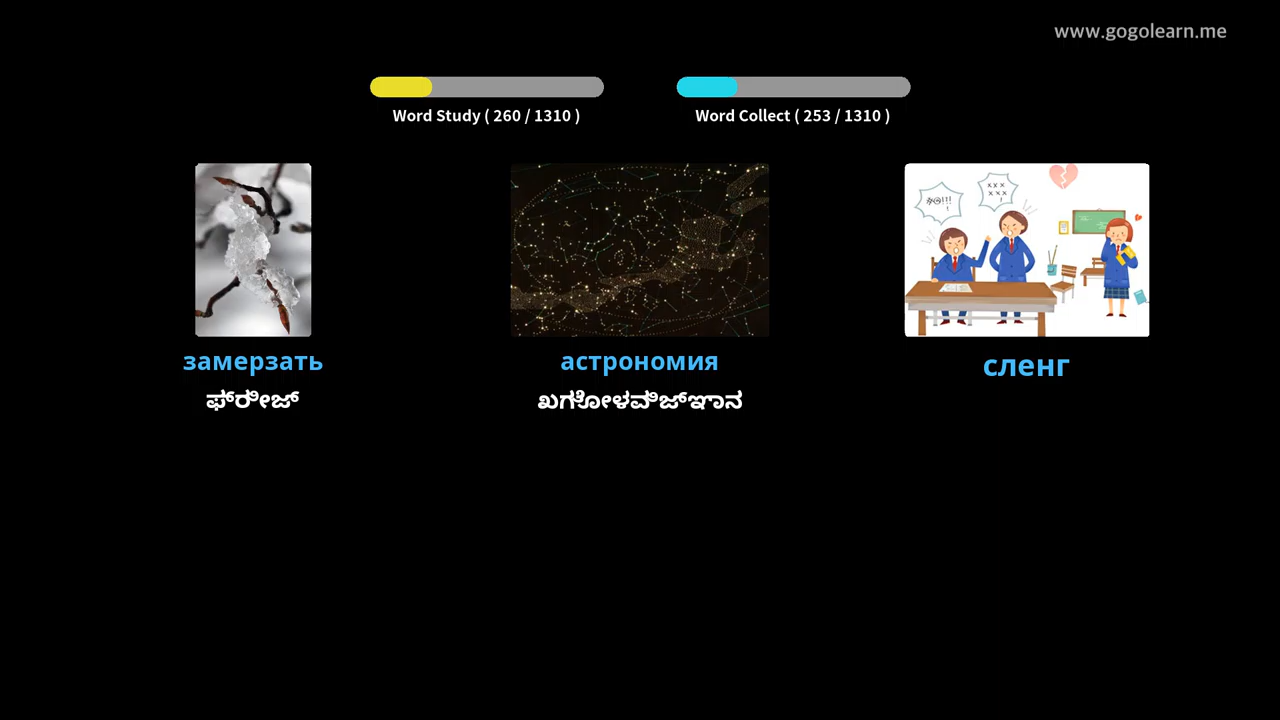 www.gogolearn.me
Word Study ( 260 / 1310 )
Word Collect ( 253 / 1310 )
замерзать
астрономия
сленг
ಫ್ರೀಜ್
ಖಗೋಳವಿಜ್ಞಾನ